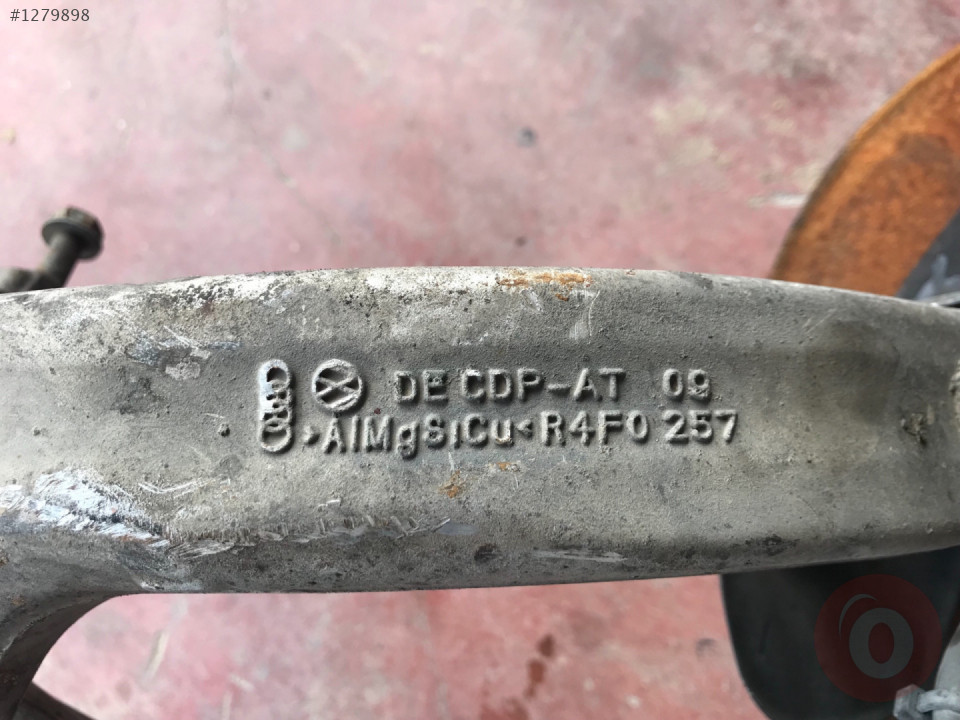 #1279898
DE CDP-AT 09
>AlMgSiCu<R4F0 257